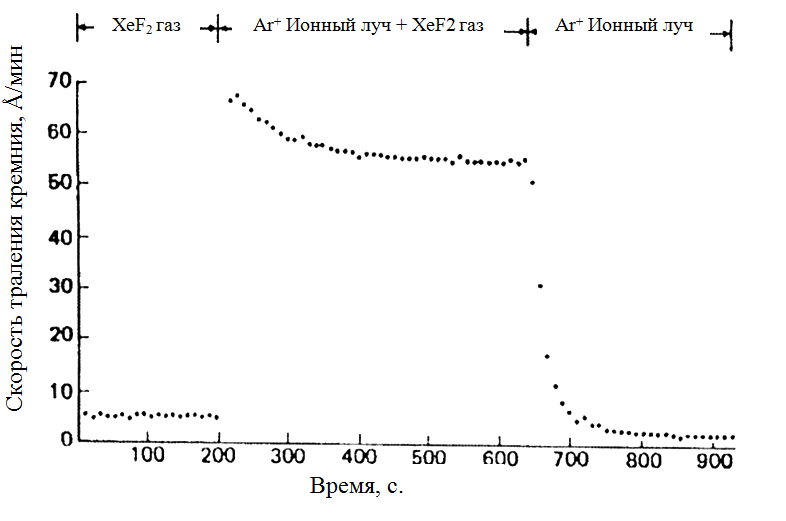 XeF₂ газ
Ar⁺ Ионный луч + XeF2 газ
Ar⁺ Ионный луч
Скорость траления кремния, Å/мин
70
60
50
40
30
20
10
0
100 200 300 400 500 600 700 800 900
Время, с.